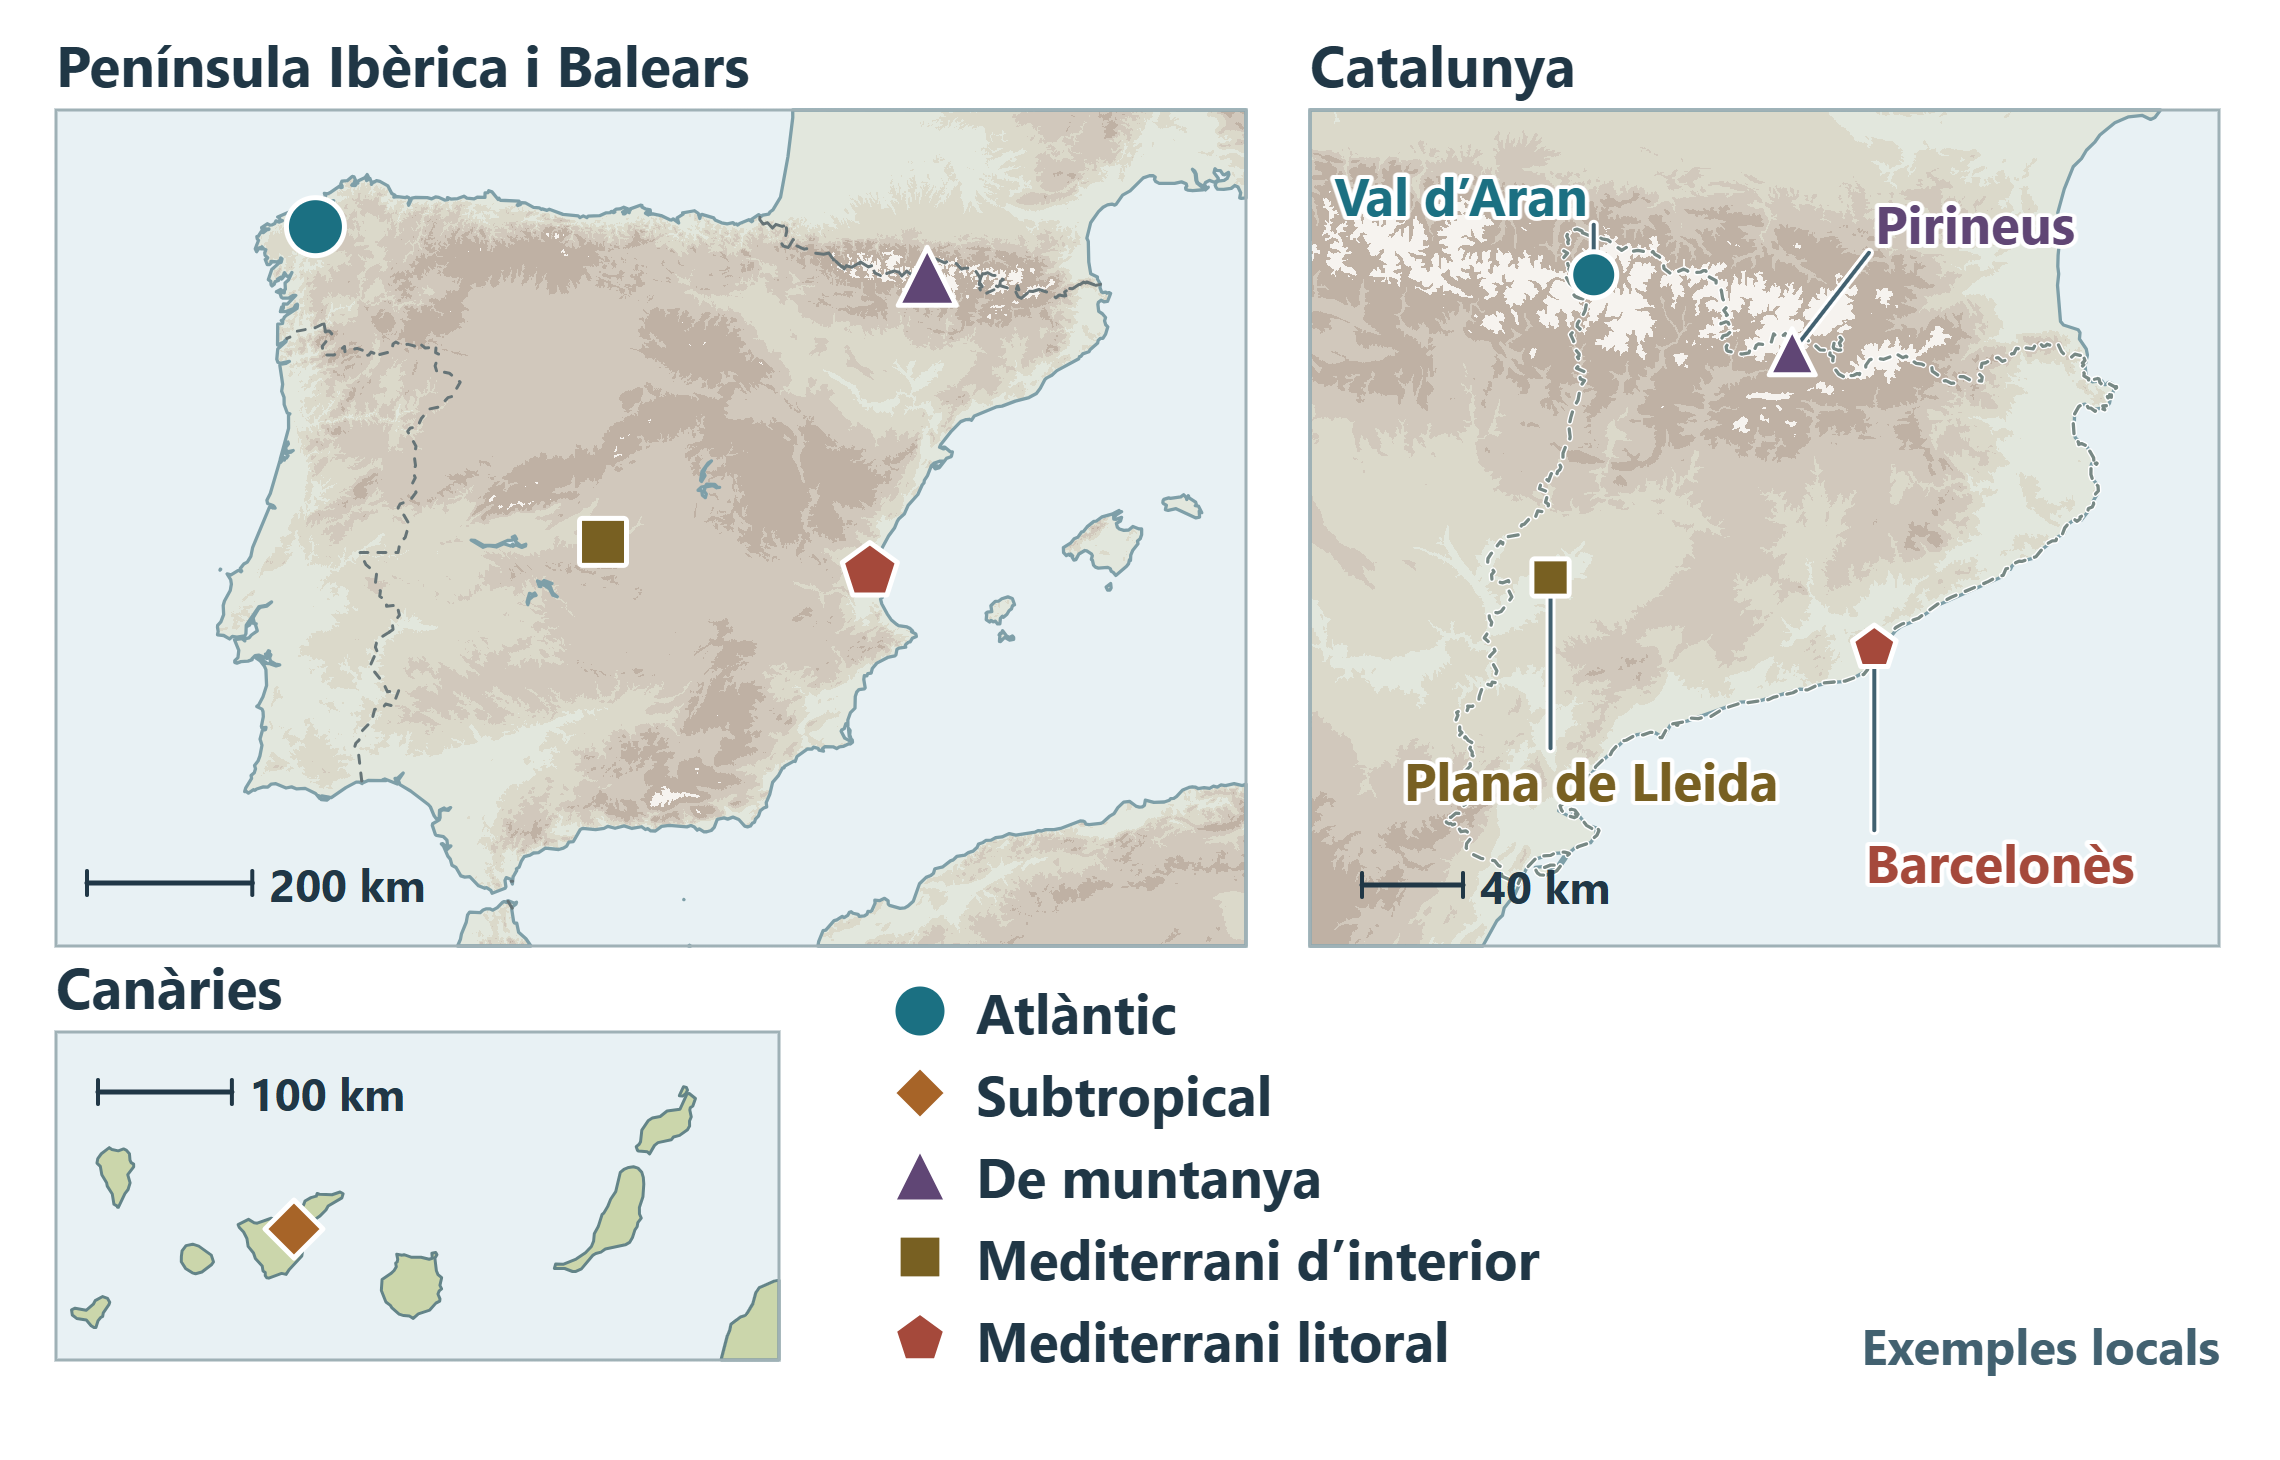 Península Ibèrica i Balears
Catalunya
Val d’Aran
Pirineus
Plana de Lleida
Barcelonès
200 km
40 km
Canàries
100 km
Atlàntic
Subtropical
De muntanya
Mediterrani d’interior
Mediterrani litoral
Exemples locals